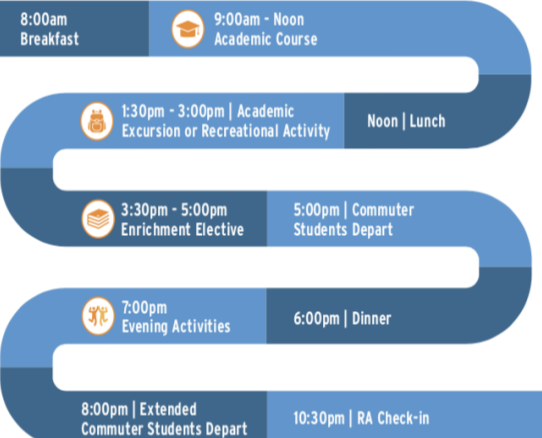 8:00am
Breakfast
9:00am - Noon
Academic Course
Noon | Lunch
1:30pm - 3:00pm | Academic
Excursion or Recreational Activity
3:30pm - 5:00pm
Enrichment Elective
5:00pm | Commuter
Students Depart
6:00pm | Dinner
7:00pm
Evening Activities
8:00pm | Extended
Commuter Students Depart
10:30pm | RA Check-in